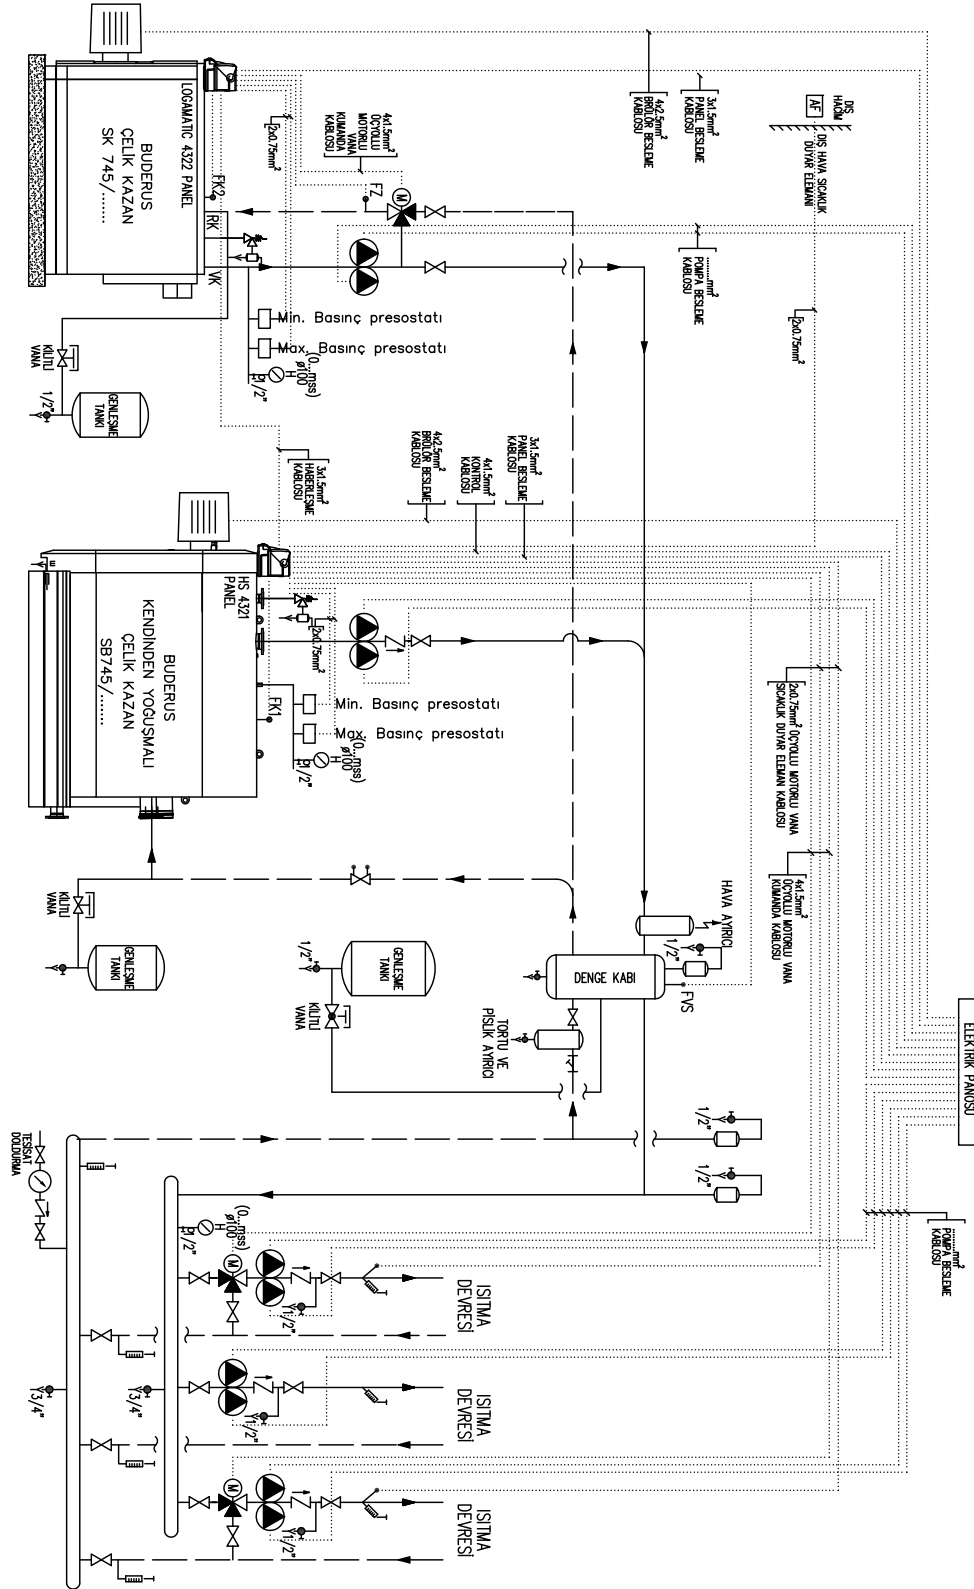 DIŞ
HACİM
AF
DIŞ HAVA SICAKLIK
DUYAR ELEMANI
3x1.5mm²
PANEL BESLEME
KABLOSU
4x2.5mm²
BRÜLÖR BESLEME
KABLOSU
4x1.5mm²
ÜÇYOLLU
MOTORLU VANA
KUMANDA
KABLOSU
2x0.75mm²
LOGAMATIC 4322 PANEL
BUDERUS
ÇELİK KAZAN
SK 745/......
FK2
RK
VK
FZ
M
.........mm²
POMPA BESLEME
KABLOSU
2x0.75mm²
Min. Basınç presostatı
Max. Basınç presostatı
(0...mss)
ø100
H
1/2"
KİLİTLİ
VANA
GENLEŞME
TANKI
1/2"
3x1.5mm²
HABERLEŞME
KABLOSU
4x2.5mm²
BRÜLÖR BESLEME
KABLOSU
4x1.5mm²
KONTROL
KABLOSU
3x1.5mm²
PANEL BESLEME
KABLOSU
HS 4321
PANEL
BUDERUS
KENDİNDEN YOĞUŞMALI
ÇELİK KAZAN
SB745/......
2x0.75mm²
FK1
Min. Basınç presostatı
Max. Basınç presostatı
(0...mss)
ø100
H
1/2"
2x0.75mm² ÜÇYOLLU MOTORLU VANA
SICAKLIK DUYAR ELEMAN KABLOSU
4x1.5mm²
ÜÇYOLLU MOTORLU VANA
KUMANDA KABLOSU
KİLİTLİ
VANA
GENLEŞME
TANKI
HAVA AYIRICI
1/2"
DENGE KABI
FVS
GENLEŞME
TANKI
1/2"
KİLİTLİ
VANA
TORTU VE
PİSLİK AYIRICI
ELEKTRİK PANOSU
1/2"
1/2"
TESİSAT
DOLDURMA
(0...mss)
ø100
H
1/2"
.........mm²
POMPA BESLEME
KABLOSU
M
1/2"
ISITMA
DEVRESİ
3/4"
3/4"
1/2"
ISITMA
DEVRESİ
M
1/2"
ISITMA
DEVRESİ